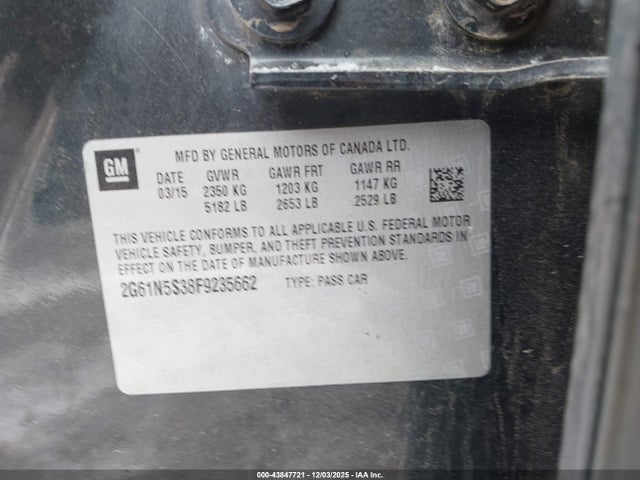 GM
MFD BY GENERAL MOTORS OF CANADA LTD.
DATE GVWR GAWR FRT GAWR RR
03/15 2350 KG 1203 KG 1147 KG
5182 LB 2653 LB 2529 LB
THIS VEHICLE CONFORMS TO ALL APPLICABLE U.S. FEDERAL MOTOR
VEHICLE SAFETY, BUMPER, AND THEFT PREVENTION STANDARDS IN
EFFECT ON THE DATE OF MANUFACTURE SHOWN ABOVE.
2G61N5S38F9235662 TYPE: PASS CAR
000-43847721 - 12/03/2025 - IAA Inc.